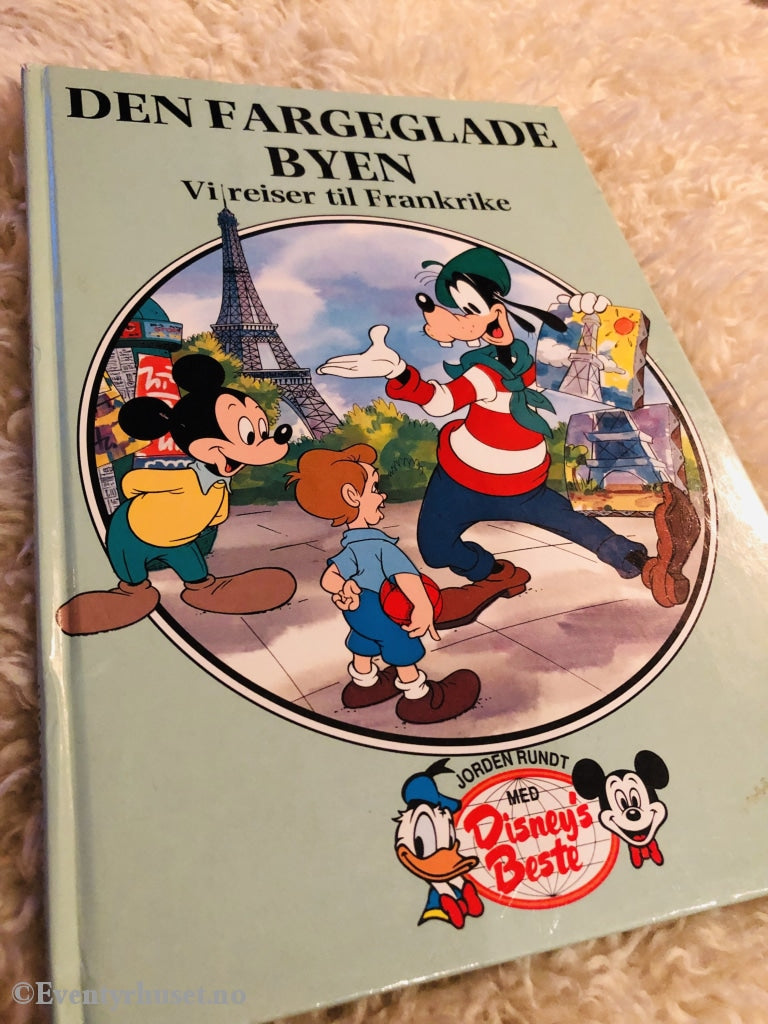 DEN FARGEGLADE
BYEN
Vi reiser til Frankrike
JORDEN RUNDT
MED
Disney's
Beste
©Eventyrhuset.no